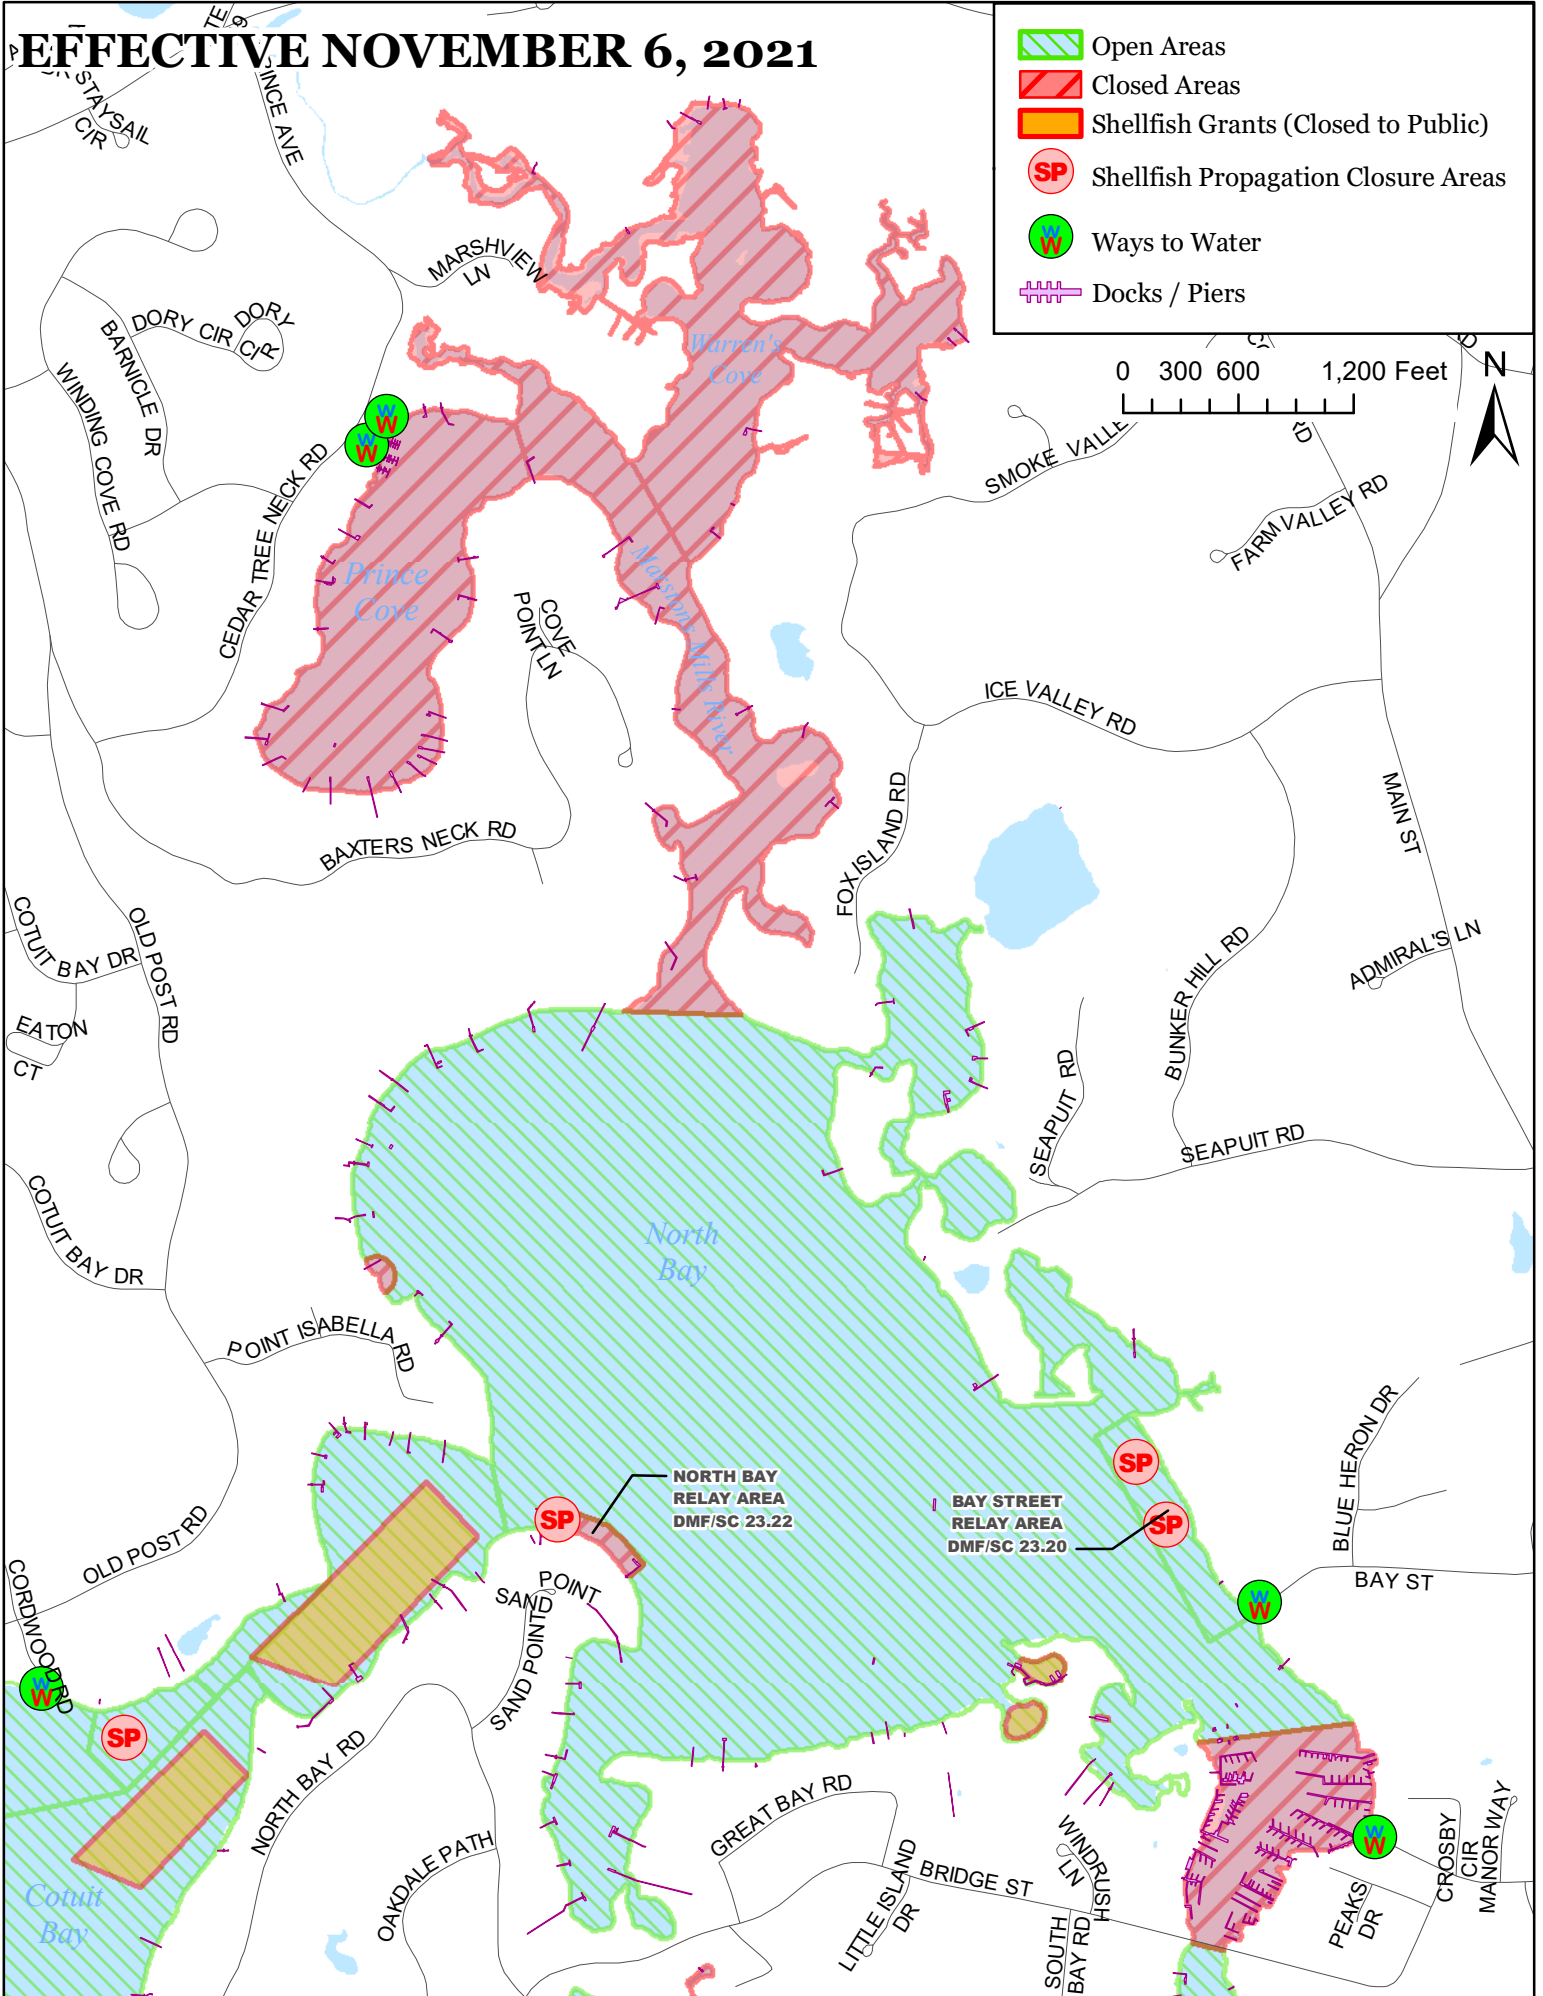 EFFECTIVE NOVEMBER 6, 2021
Open Areas
Closed Areas
Shellfish Grants (Closed to Public)
SP
Shellfish Propagation Closure Areas
W
W
Ways to Water
Docks / Piers
0 300 600 1,200 Feet
N
STAYSAIL
CIR
INCE AVE
MARSHVIEW
LN
DORY CIR
DORY
CIR
BARNICLE DR
WINDING COVE RD
CEDAR TREE NECK RD
W
W
W
W
Warren's
Cove
Prince
Cove
Marstons Mills River
COVE
POINT LN
SMOKE VALLE
RD
FARM VALLEY RD
ICE VALLEY RD
FOX ISLAND RD
MAIN ST
BAXTERS NECK RD
COTUIT BAY DR
OLD POST RD
EATON
CT
BUNKER HILL RD
ADMIRAL'S LN
SEAPUIT RD
SEAPUIT RD
COTUIT BAY DR
North
Bay
POINT ISABELLA
RD
BLUE HERON DR
SP
SP
SP
NORTH BAY
RELAY AREA
DMF/SC 23.22
BAY STREET
RELAY AREA
DMF/SC 23.20
OLD POST RD
CORDWOOD RD
SAND
POINT
SAND POINT
BAY ST
W
W
W
W
SP
NORTH BAY RD
OAKDALE PATH
GREAT BAY RD
LITTLE ISLAND
DR
BRIDGE ST
WINDRUSH
LN
SOUTH
BAY RD
W
W
PEAKS
DR
CROSBY
CIR
MANOR WAY
Cotuit
Bay